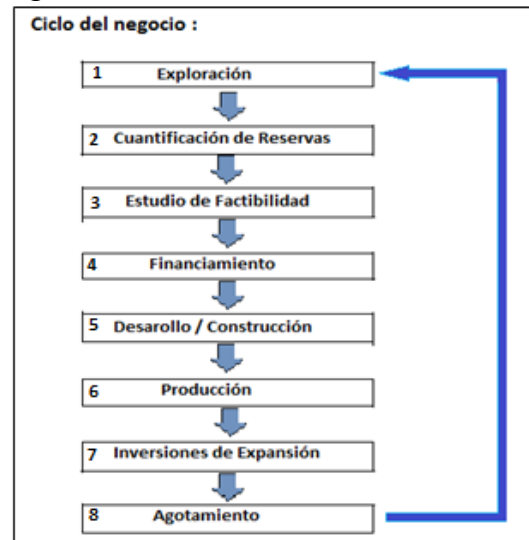 Ciclo del negocio :
1 Exploración
2 Cuantificación de Reservas
3 Estudio de Factibilidad
4 Financiamiento
5 Desarollo / Construcción
6 Producción
7 Inversiones de Expansión
8 Agotamiento